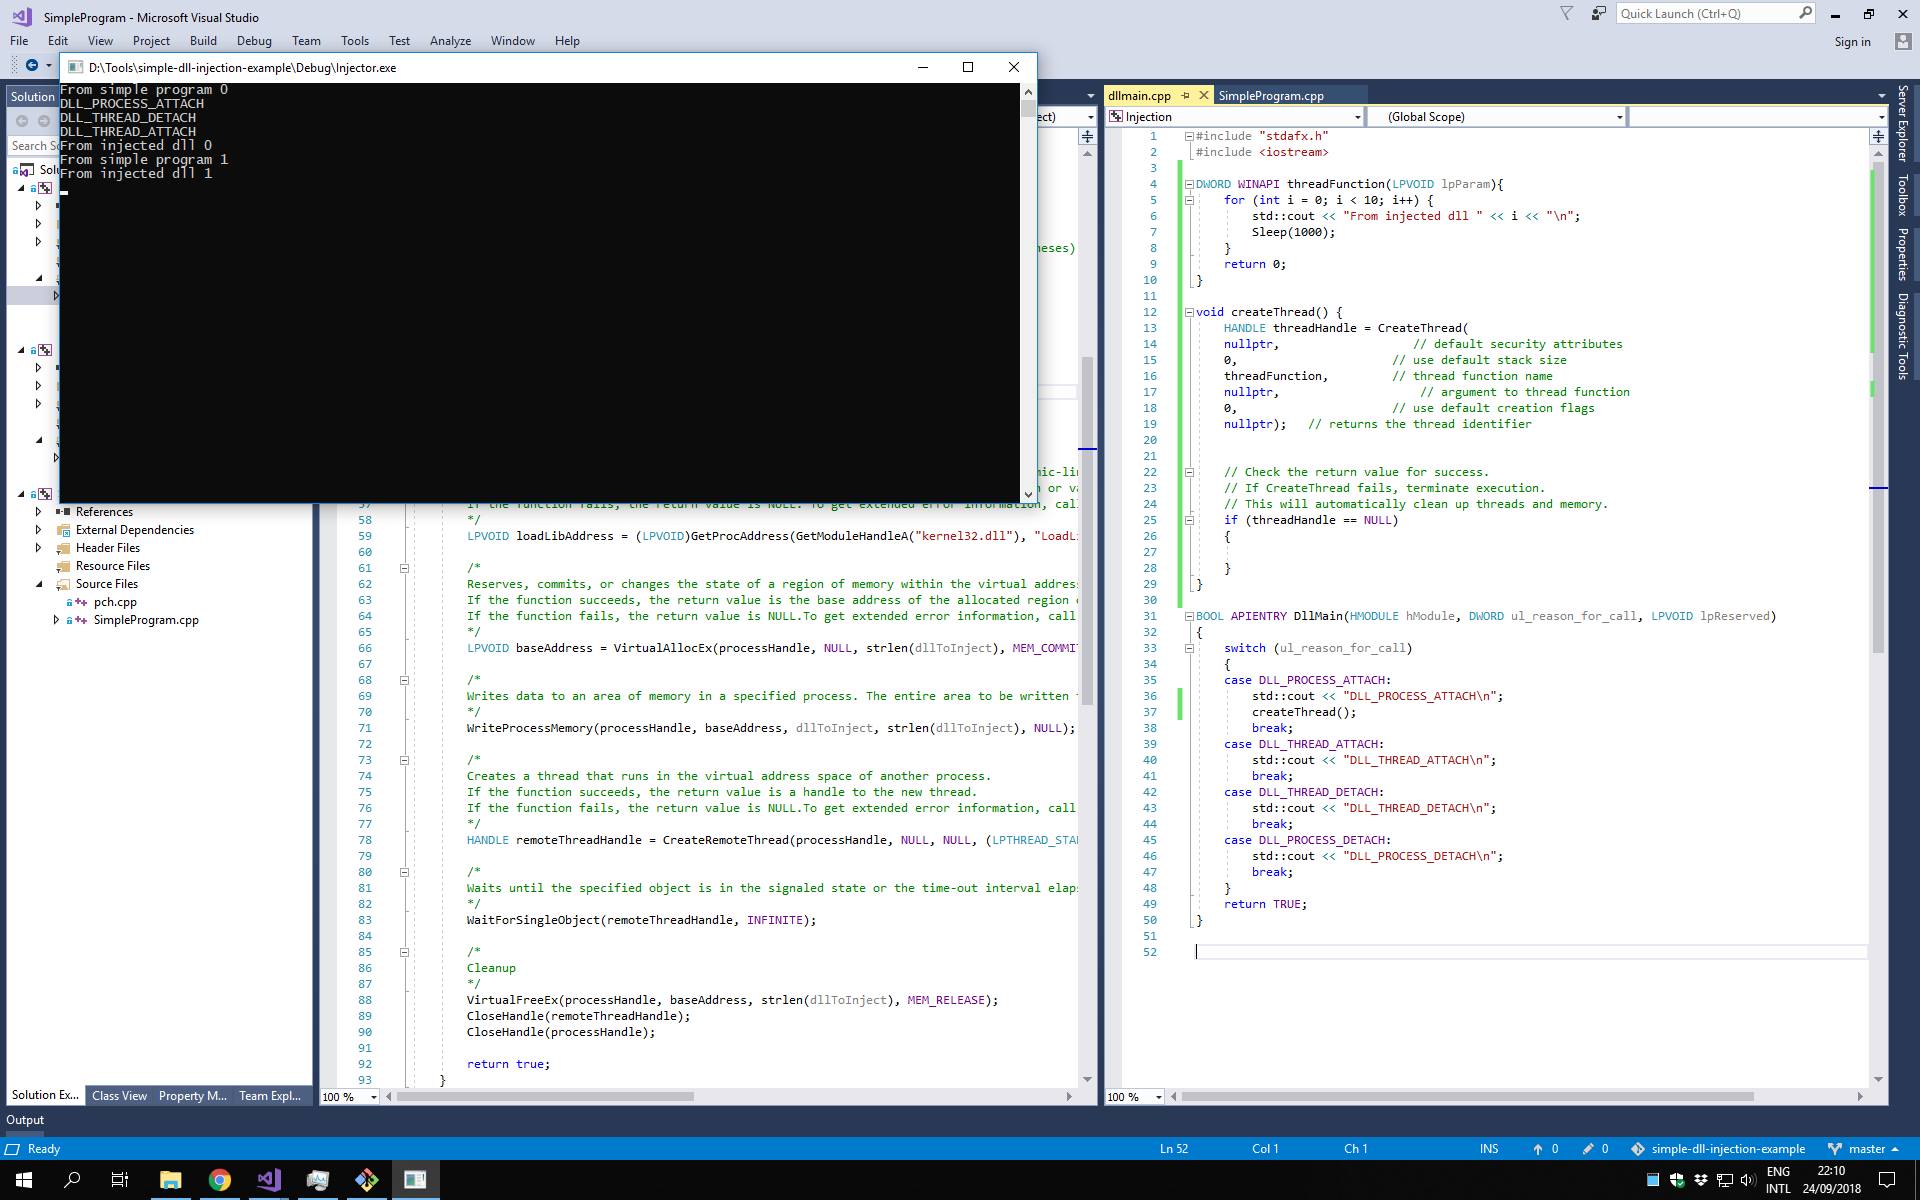 SimpleProgram - Microsoft Visual Studio
Quick Launch (Ctrl+Q)
File Edit View Project Build Debug Team Tools Test Analyze Window Help
Sign in
D:\Tools\simple-dll-injection-example\Debug\Injector.exe
From simple program 0
DLL_PROCESS_ATTACH
DLL_THREAD_DETACH
DLL_THREAD_ATTACH
From injected dll 0
From simple program 1
From injected dll 1
Solution
Search So
Solu
References
External Dependencies
Header Files
Resource Files
Source Files
pch.cpp
SimpleProgram.cpp
Solution Ex... Class View Property M... Team Expl...
ect)
neses)
mic-lin
n or va
57 If the function fails, the return value is NULL. To get extended error information, cal
58 */
59 LPVOID loadLibAddress = (LPVOID)GetProcAddress(GetModuleHandleA("kernel32.dll"), "LoadLi
60
61 /*
62 Reserves, commits, or changes the state of a region of memory within the virtual address
63 If the function succeeds, the return value is the base address of the allocated region o
64 If the function fails, the return value is NULL.To get extended error information, call
65 */
66 LPVOID baseAddress = VirtualAllocEx(processHandle, NULL, strlen(dllToInject), MEM_COMMIT
67
68 /*
69 Writes data to an area of memory in a specified process. The entire area to be written t
70 */
71 WriteProcessMemory(processHandle, baseAddress, dllToInject, strlen(dllToInject), NULL);
72
73 /*
74 Creates a thread that runs in the virtual address space of another process.
75 If the function succeeds, the return value is a handle to the new thread.
76 If the function fails, the return value is NULL.To get extended error information, call
77 */
78 HANDLE remoteThreadHandle = CreateRemoteThread(processHandle, NULL, NULL, (LPTHREAD_STAR
79
80 /*
81 Waits until the specified object is in the signaled state or the time-out interval elaps
82 */
83 WaitForSingleObject(remoteThreadHandle, INFINITE);
84
85 /*
86 Cleanup
87 */
88 VirtualFreeEx(processHandle, baseAddress, strlen(dllToInject), MEM_RELEASE);
89 CloseHandle(remoteThreadHandle);
90 CloseHandle(processHandle);
91
92 return true;
93 }
100 %
dllmain.cpp SimpleProgram.cpp
Injection (Global Scope)
1 #include "stdafx.h"
2 #include <iostream>
3
4 DWORD WINAPI threadFunction(LPVOID lpParam){
5 for (int i = 0; i < 10; i++) {
6 std::cout << "From injected dll " << i << "\n";
7 Sleep(1000);
8 }
9 return 0;
10 }
11
12 void createThread() {
13 HANDLE threadHandle = CreateThread(
14 nullptr, // default security attributes
15 0, // use default stack size
16 threadFunction, // thread function name
17 nullptr, // argument to thread function
18 0, // use default creation flags
19 nullptr); // returns the thread identifier
20
21
22 // Check the return value for success.
23 // If CreateThread fails, terminate execution.
24 // This will automatically clean up threads and memory.
25 if (threadHandle == NULL)
26 {
27
28 }
29 }
30
31 BOOL APIENTRY DllMain(HMODULE hModule, DWORD ul_reason_for_call, LPVOID lpReserved)
32 {
33 switch (ul_reason_for_call)
34 {
35 case DLL_PROCESS_ATTACH:
36 std::cout << "DLL_PROCESS_ATTACH\n";
37 createThread();
38 break;
39 case DLL_THREAD_ATTACH:
40 std::cout << "DLL_THREAD_ATTACH\n";
41 break;
42 case DLL_THREAD_DETACH:
43 std::cout << "DLL_THREAD_DETACH\n";
44 break;
45 case DLL_PROCESS_DETACH:
46 std::cout << "DLL_PROCESS_DETACH\n";
47 break;
48 }
49 return TRUE;
50 }
51
52
100 %
Server Explorer
Toolbox
Properties
Diagnostic Tools
Output
Ready Ln 52 Col 1 Ch 1 INS 0 0 simple-dll-injection-example master
ENG
INTL
22:10
24/09/2018